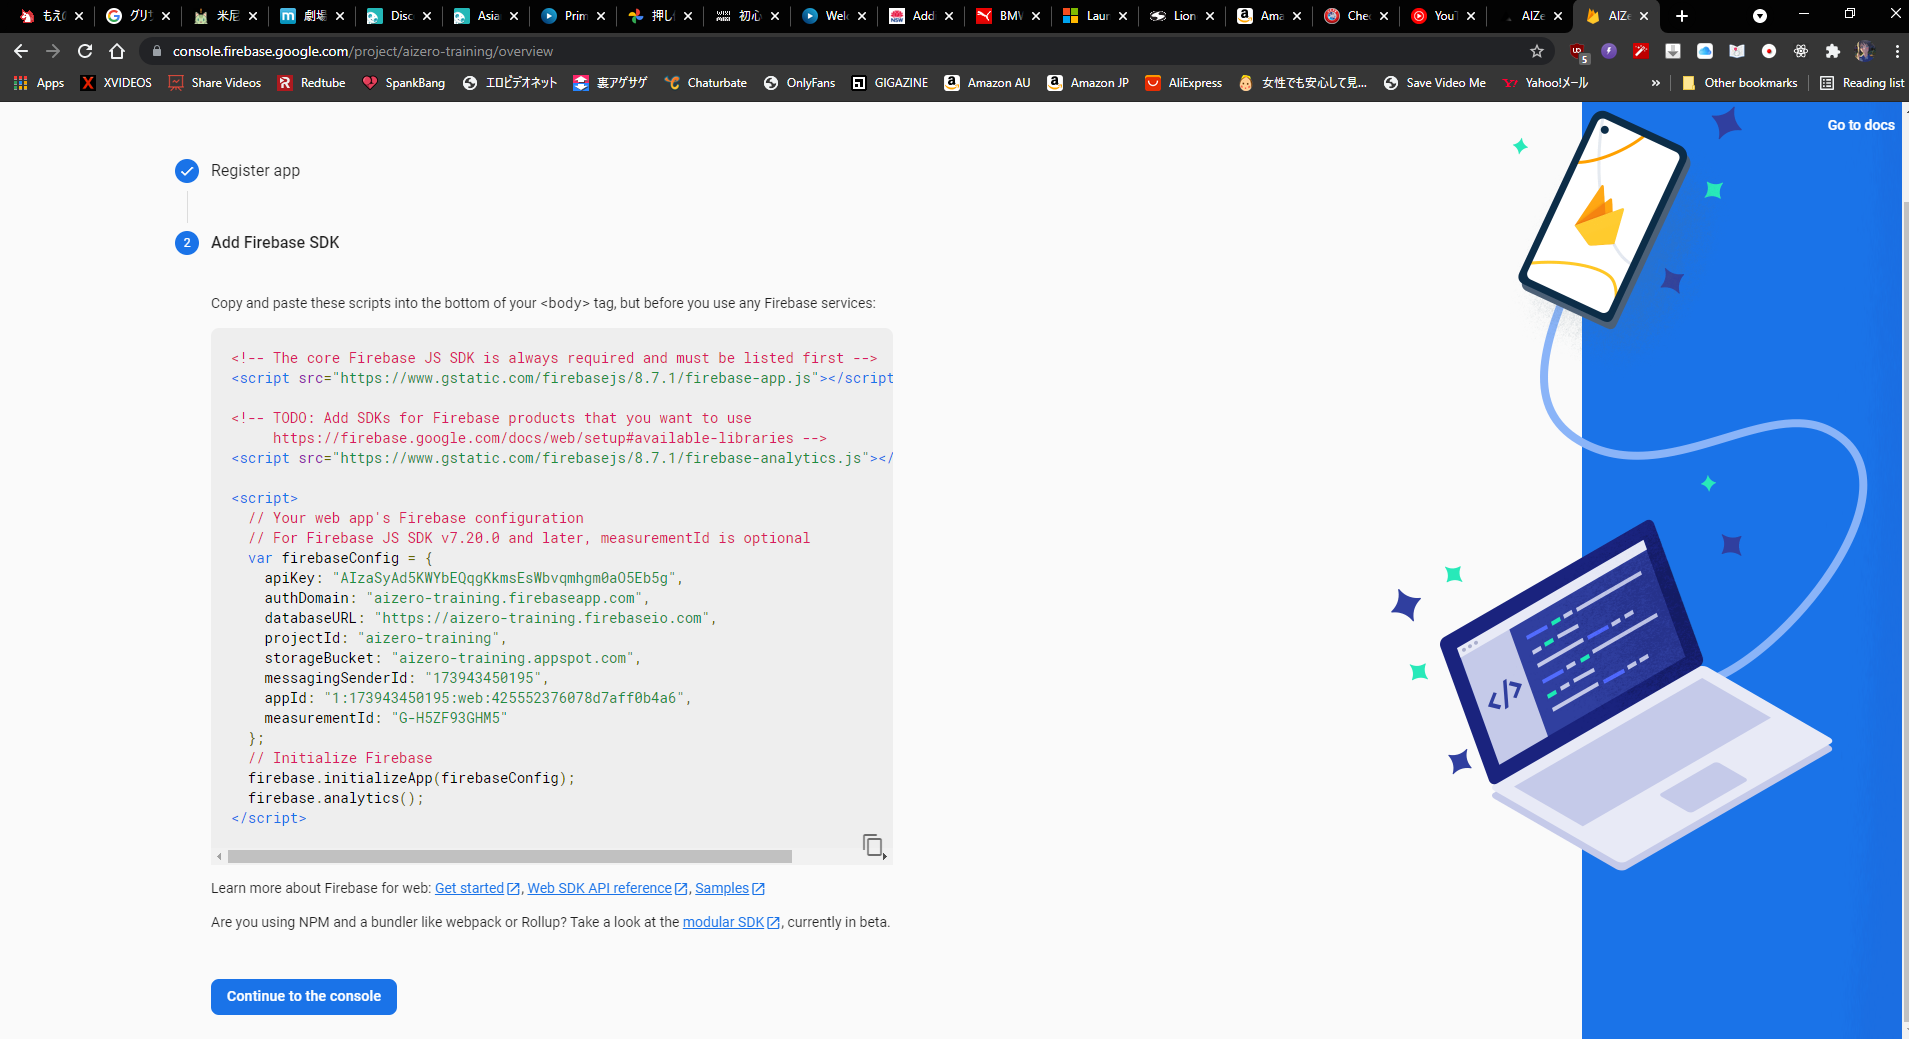 もえの
グリサ
米尼
劇場
Disc
Asia
Prim
押し
初心
Welc
Add
BMW
Laun
Lion
Ama
Chec
YouT
AIZe
AIZe
console.firebase.google.com/project/aizero-training/overview
5
Apps
XVIDEOS
Share Videos
Redtube
SpankBang
エロビデオネット
裏アゲサゲ
Chaturbate
OnlyFans
GIGAZINE
Amazon AU
Amazon JP
AliExpress
女性でも安心して見...
Save Video Me
Yahoo!メール
»
Other bookmarks
Reading list
Go to docs
Register app
2 Add Firebase SDK
Copy and paste these scripts into the bottom of your <body> tag, but before you use any Firebase services:
<!-- The core Firebase JS SDK is always required and must be listed first -->
<script src="https://www.gstatic.com/firebasejs/8.7.1/firebase-app.js"></script
<!-- TODO: Add SDKs for Firebase products that you want to use
https://firebase.google.com/docs/web/setup#available-libraries -->
<script src="https://www.gstatic.com/firebasejs/8.7.1/firebase-analytics.js"></
<script>
// Your web app's Firebase configuration
// For Firebase JS SDK v7.20.0 and later, measurementId is optional
var firebaseConfig = {
apiKey: "AIzaSyAd5KWYbEQqgKkmsEsWbvqmhgm0aO5Eb5g",
authDomain: "aizero-training.firebaseapp.com",
databaseURL: "https://aizero-training.firebaseio.com",
projectId: "aizero-training",
storageBucket: "aizero-training.appspot.com",
messagingSenderId: "173943450195",
appId: "1:173943450195:web:425552376078d7aff0b4a6",
measurementId: "G-H5ZF93GHM5"
};
// Initialize Firebase
firebase.initializeApp(firebaseConfig);
firebase.analytics();
</script>
Learn more about Firebase for web: Get started, Web SDK API reference, Samples
Are you using NPM and a bundler like webpack or Rollup? Take a look at the modular SDK, currently in beta.
Continue to the console